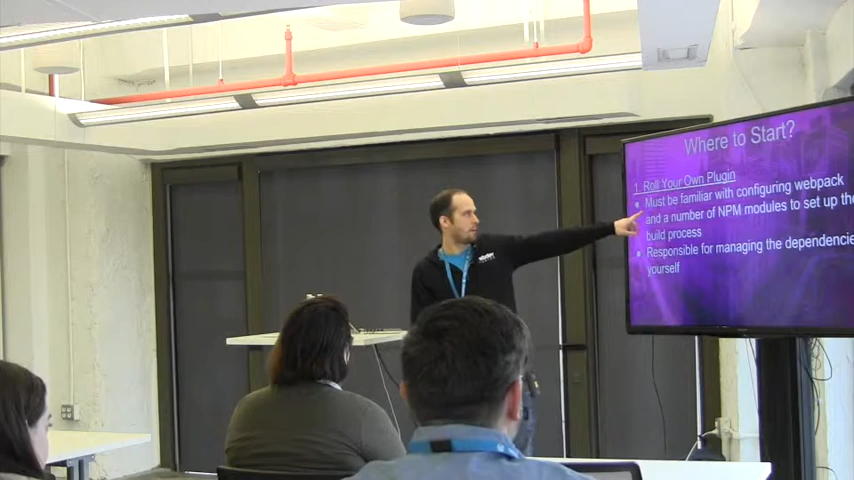 Where to Start?
1. Roll Your Own Plugin
• Must be familiar with configuring webpack
and a number of NPM modules to set up the
build process
• Responsible for managing the dependencies
yourself